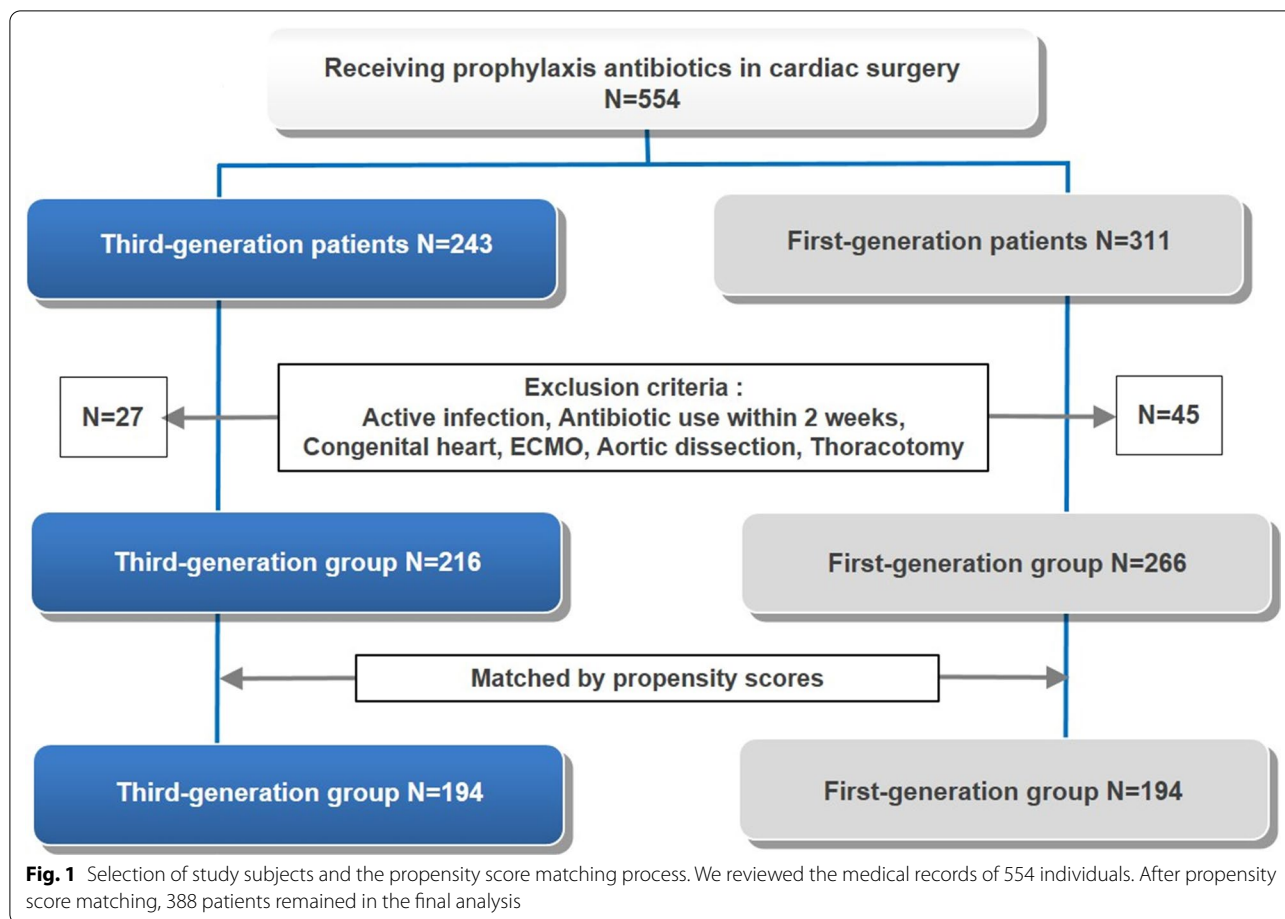 Receiving prophylaxis antibiotics in cardiac surgery
N=554
Third-generation patients N=243
First-generation patients N=311
N=27
Exclusion criteria :
Active infection, Antibiotic use within 2 weeks,
Congenital heart, ECMO, Aortic dissection, Thoracotomy
N=45
Third-generation group N=216
First-generation group N=266
Matched by propensity scores
Third-generation group N=194
First-generation group N=194
Fig. 1 Selection of study subjects and the propensity score matching process. We reviewed the medical records of 554 individuals. After propensity
score matching, 388 patients remained in the final analysis